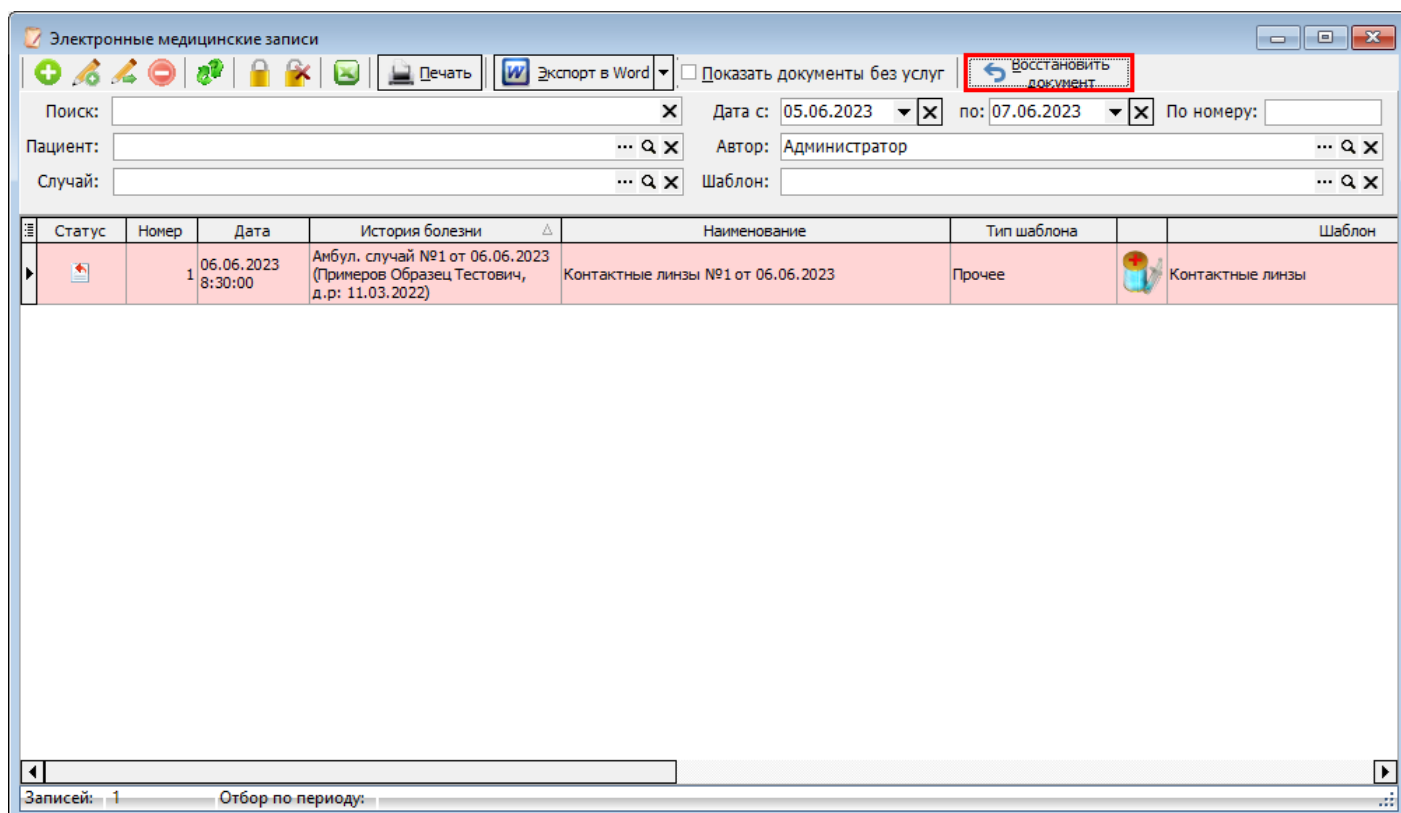 Электронные медицинские записи
Печать Экспорт в Word Показать документы без услуг Восстановить документ
Поиск: Дата с: 05.06.2023 по: 07.06.2023 По номеру:
Пациент: Автор: Администратор
Случай: Шаблон:
Статус Номер Дата История болезни Наименование Тип шаблона Шаблон
1 06.06.2023 8:30:00
Амбул. случай №1 от 06.06.2023
(Примеров Образец Тестович,
д.р: 11.03.2022)
Контактные линзы №1 от 06.06.2023 Прочее Контактные линзы
Записей: 1 Отбор по периоду: